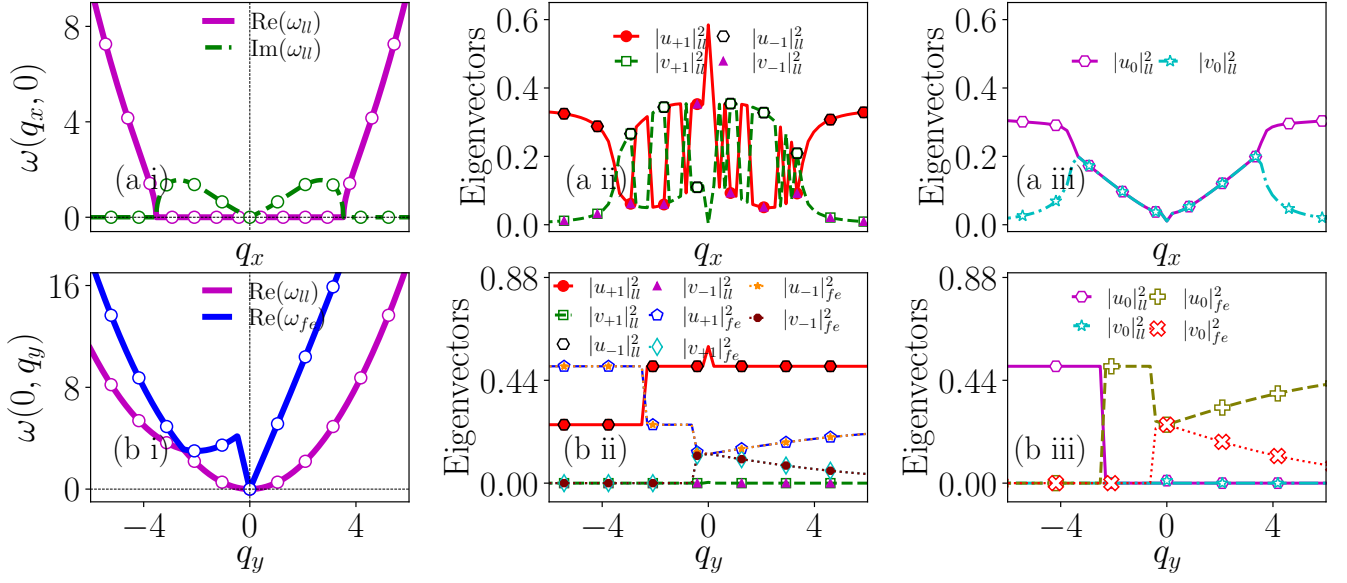 ω(q_x, 0)
8
4
0
Re(ω_ll)
Im(ω_ll)
(a i)
q_x
Eigenvectors
0.6
0.4
0.2
0.0
|u_{+1}|²_ll
|v_{+1}|²_ll
|u_{-1}|²_ll
|v_{-1}|²_ll
(a ii)
q_x
Eigenvectors
0.6
0.4
0.2
0.0
|u_0|²_ll
|v_0|²_ll
(a iii)
q_x
ω(0, q_y)
16
8
0
Re(ω_ll)
Re(ω_fe)
(b i)
−4
0
4
q_y
Eigenvectors
0.88
0.44
0.00
|u_{+1}|²_ll
|v_{+1}|²_ll
|u_{-1}|²_ll
|v_{-1}|²_ll
|u_{+1}|²_fe
|v_{+1}|²_fe
|u_{-1}|²_fe
|v_{-1}|²_fe
(b ii)
−4
0
4
q_y
Eigenvectors
0.88
0.44
0.00
|u_0|²_ll
|v_0|²_ll
|u_0|²_fe
|v_0|²_fe
(b iii)
−4
0
4
q_y